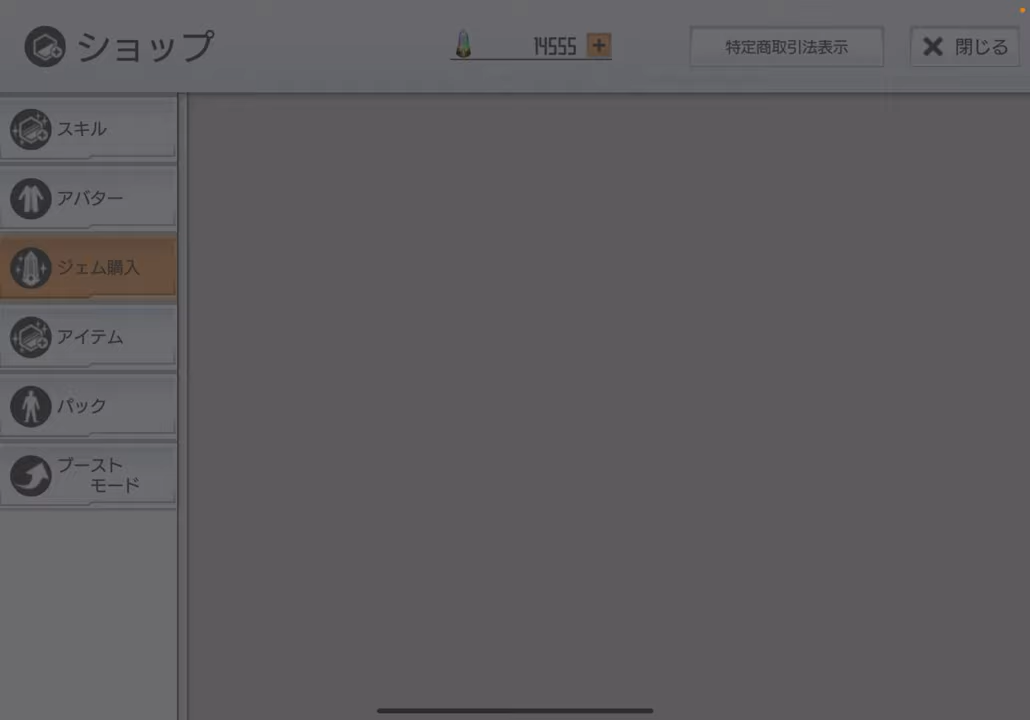 ショップ
14555
特定商取引法表示
閉じる
スキル
アバター
ジェム購入
アイテム
パック
ブースト
モード